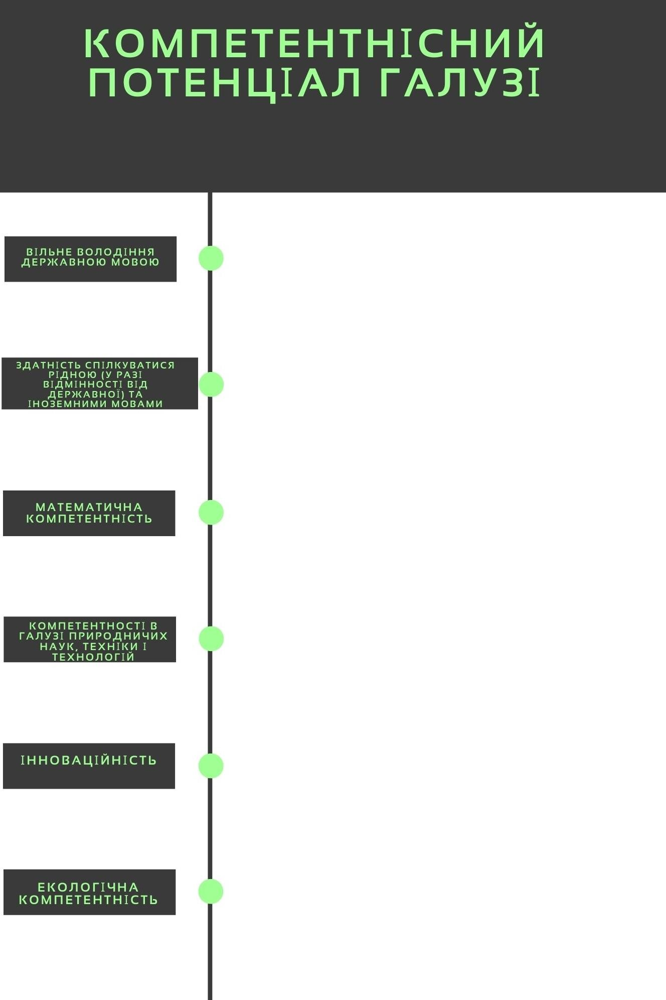 КОМПЕТЕНТНІСНИЙ
ПОТЕНЦІАЛ ГАЛУЗІ
ВІЛЬНЕ ВОЛОДІННЯ
ДЕРЖАВНОЮ МОВОЮ
ЗДАТНІСТЬ СПІЛКУВАТИСЯ
РІДНОЮ (У РАЗІ
ВІДМІННОСТІ ВІД
ДЕРЖАВНОЇ) ТА
ІНОЗЕМНИМИ МОВАМИ
МАТЕМАТИЧНА
КОМПЕТЕНТНІСТЬ
КОМПЕТЕНТНОСТІ В
ГАЛУЗІ ПРИРОДНИЧИХ
НАУК, ТЕХНІКИ І
ТЕХНОЛОГІЙ
ІННОВАЦІЙНІСТЬ
ЕКОЛОГІЧНА
КОМПЕТЕНТНІСТЬ